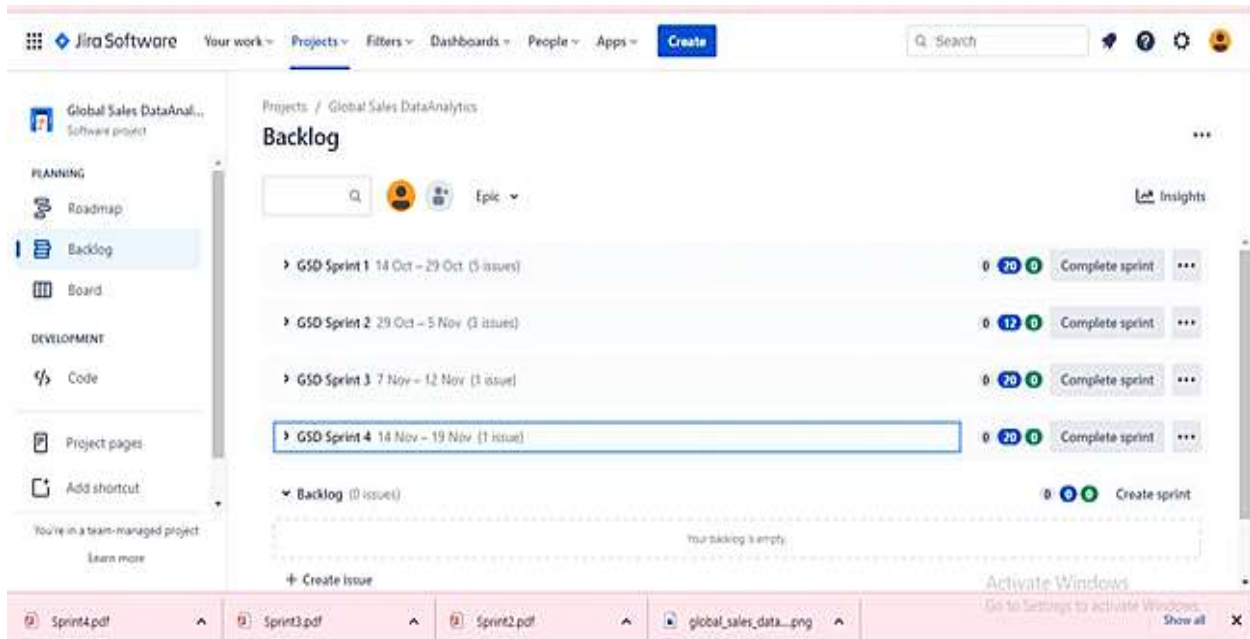 Jira Software Your work Projects Filters Dashboards People Apps Create Search
Global Sales DataAnal...
Software project
PLANNING
Roadmap
Backlog
Board
DEVELOPMENT
Code
Project pages
Add shortcut
You're in a team-managed project
Learn more
Projects / Global Sales DataAnalytics
Backlog
Epic Insights
GSD Sprint 1 14 Oct – 29 Oct (5 issues) 0 20 0 Complete sprint
GSD Sprint 2 29 Oct – 5 Nov (3 issues) 0 12 0 Complete sprint
GSD Sprint 3 7 Nov – 12 Nov (1 issue) 0 20 0 Complete sprint
GSD Sprint 4 14 Nov – 19 Nov (1 issue) 0 20 0 Complete sprint
Backlog (0 issues) 0 0 0 Create sprint
Your backlog is empty.
+ Create issue
Activate Windows
Go to Settings to activate Windows.
Sprint4.pdf Sprint3.pdf Sprint2.pdf global_sales_data....png Show all